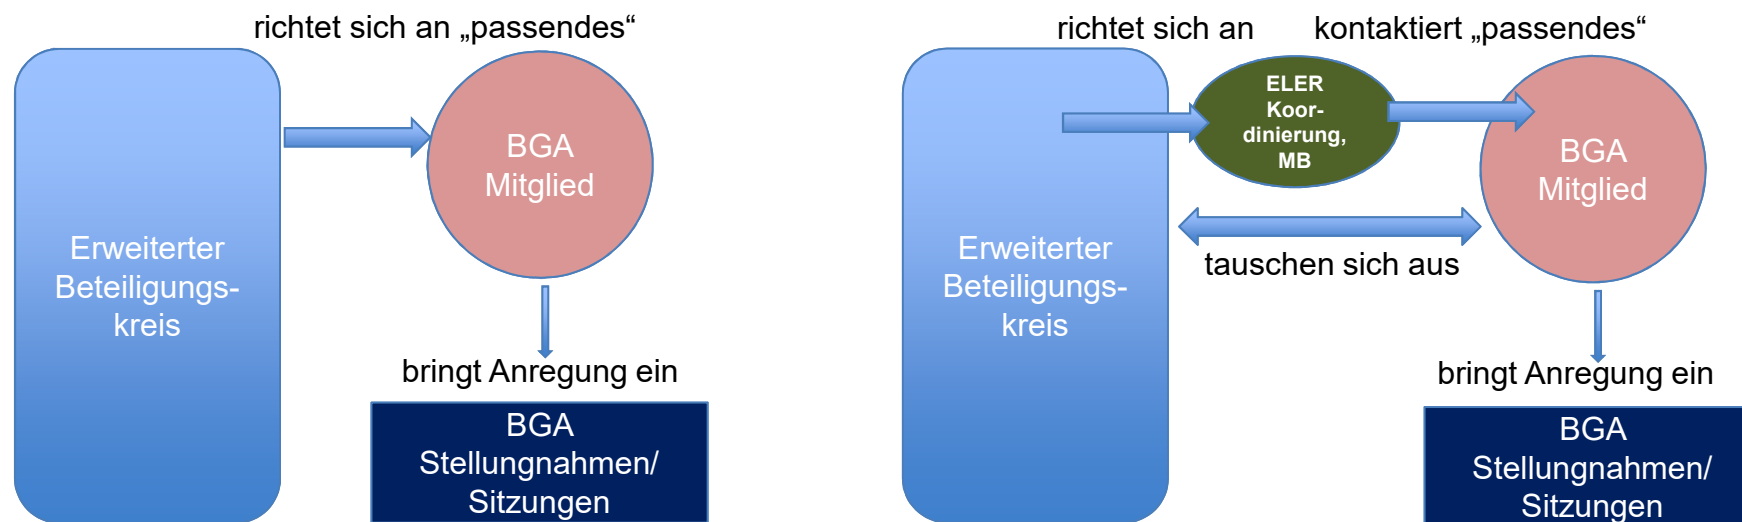 richtet sich an „passendes“
Erweiterter
Beteiligungs-
kreis
BGA
Mitglied
bringt Anregung ein
BGA
Stellungnahmen/
Sitzungen
richtet sich an
kontaktiert „passendes“
Erweiterter
Beteiligungs-
kreis
ELER
Koor-
dinierung,
MB
BGA
Mitglied
tauschen sich aus
bringt Anregung ein
BGA
Stellungnahmen/
Sitzungen